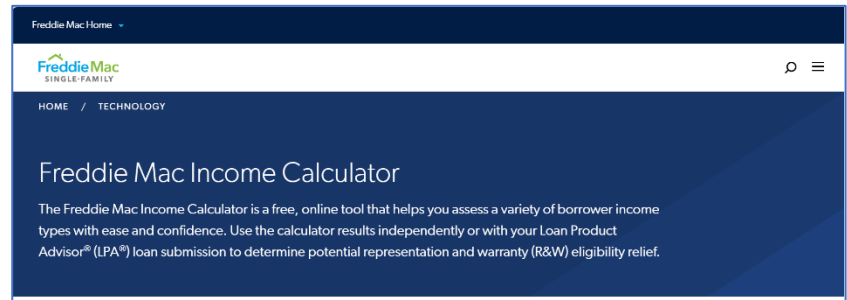 Freddie Mac Home
Freddie Mac
SINGLE-FAMILY
HOME / TECHNOLOGY
Freddie Mac Income Calculator
The Freddie Mac Income Calculator is a free, online tool that helps you assess a variety of borrower income
types with ease and confidence. Use the calculator results independently or with your Loan Product
Advisor® (LPA®) loan submission to determine potential representation and warranty (R&W) eligibility relief.